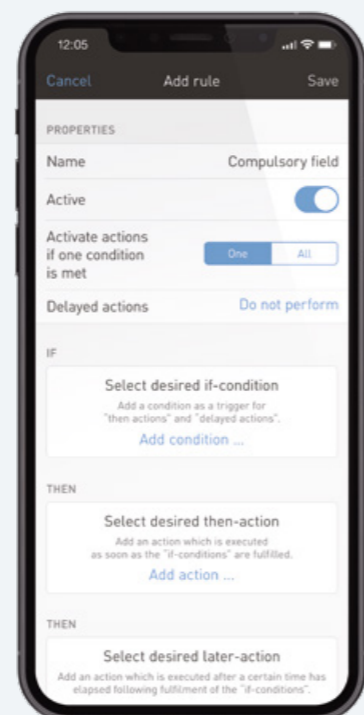 12:05
Cancel Add rule Save
PROPERTIES
Name Compulsory field
Active
Activate actions
if one condition
is met
One All
Delayed actions Do not perform
IF
Select desired if-condition
Add a condition as a trigger for
"then actions" and "delayed actions".
Add condition ...
THEN
Select desired then-action
Add an action which is executed
as soon as the "if-conditions" are fulfilled.
Add action ...
THEN
Select desired later-action
Add an action which is executed after a certain time has
elapsed following fulfilment of the "if-conditions".